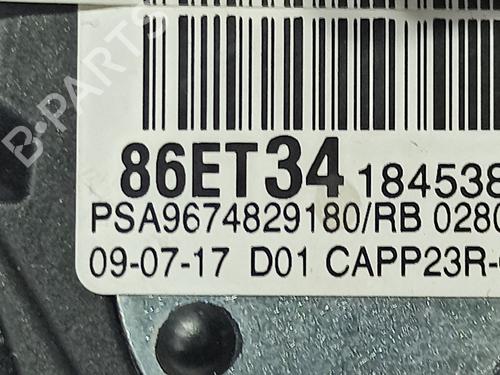 86ET34 184538
PSA9674829180/RB 0280
09-07-17 D01 CAPP23R-
B-PARTS